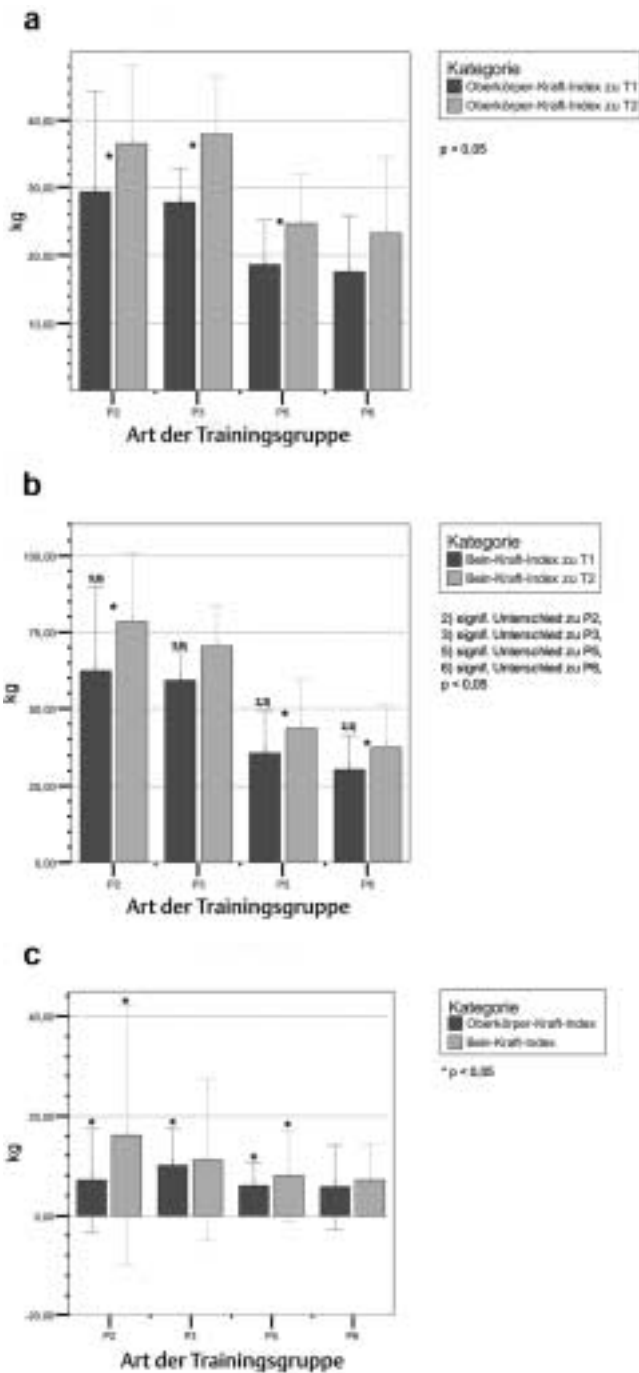 a
Kategorie
Oberkörper-Kraft-Index zu T1
Oberkörper-Kraft-Index zu T2
p < 0,05
kg
40,00
30,00
20,00
10,00
* * *
P2 P3 P5 P6
Art der Trainingsgruppe
b
Kategorie
Bein-Kraft-Index zu T1
Bein-Kraft-Index zu T2
2) signif. Unterschied zu P2,
3) signif. Unterschied zu P3,
5) signif. Unterschied zu P5,
6) signif. Unterschied zu P6,
p < 0,05
kg
100,00
75,00
50,00
25,00
0,00
* * *
P2 P3 P5 P6
Art der Trainingsgruppe
c
Kategorie
Oberkörper-Kraft-Index
Bein-Kraft-Index
* p < 0,05
kg
40,00
20,00
0,00
-20,00
* * * * *
P2 P3 P5 P6
Art der Trainingsgruppe